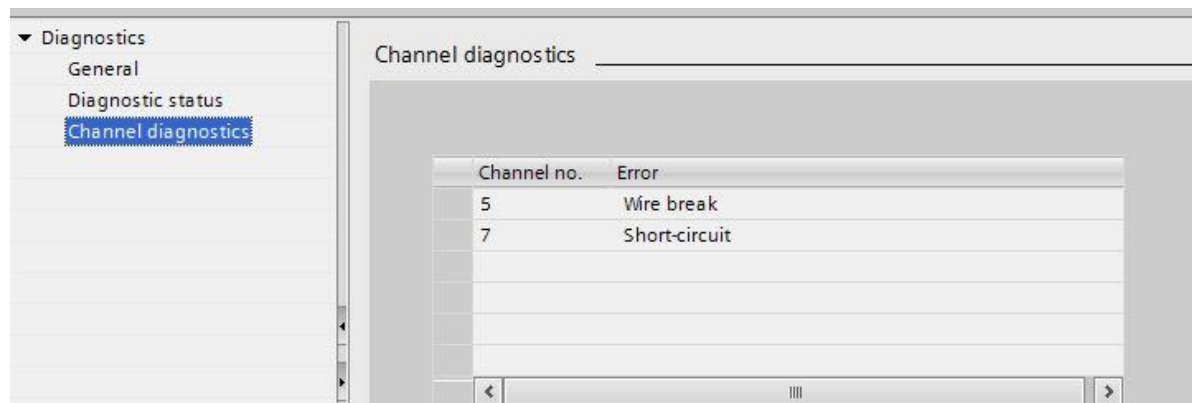 Diagnostics
General
Diagnostic status
Channel diagnostics
Channel diagnostics
Channel no. Error
5 Wire break
7 Short-circuit